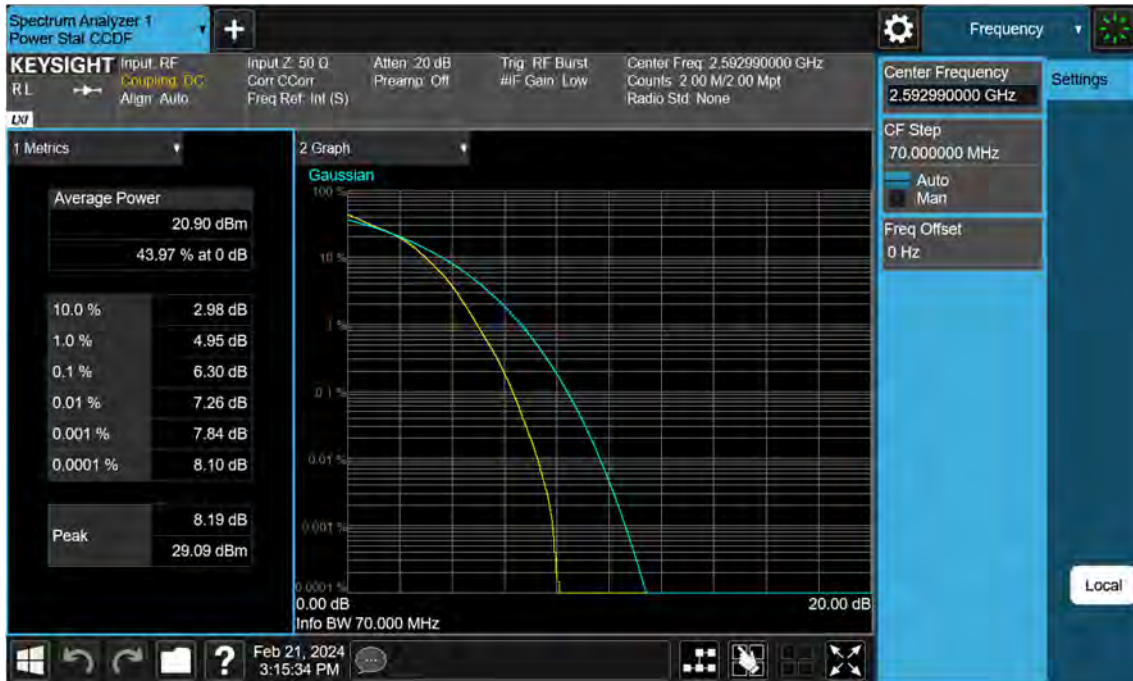 Spectrum Analyzer 1
Power Stat CCDF
+
Frequency
KEYSIGHT
RL
LXI
Input: RF
Coupling: DC
Align: Auto
Input Z: 50 Ω
Corr CCorr
Freq Ref: Int (S)
Atten: 20 dB
Preamp: Off
Trig: RF Burst
#IF Gain: Low
Center Freq: 2.592990000 GHz
Counts: 2.00 M/2.00 Mpt
Radio Std: None
Center Frequency
2.592990000 GHz
Settings
CF Step
70.000000 MHz
Auto
Man
Freq Offset
0 Hz
1 Metrics
Average Power
20.90 dBm
43.97 % at 0 dB
10.0 % 2.98 dB
1.0 % 4.95 dB
0.1 % 6.30 dB
0.01 % 7.26 dB
0.001 % 7.84 dB
0.0001 % 8.10 dB
Peak
8.19 dB
29.09 dBm
2 Graph
Gaussian
100 %
10 %
1 %
0.1 %
0.01 %
0.001 %
0.0001 %
0.00 dB 20.00 dB
Info BW 70.000 MHz
Local
?
Feb 21, 2024
3:15:34 PM